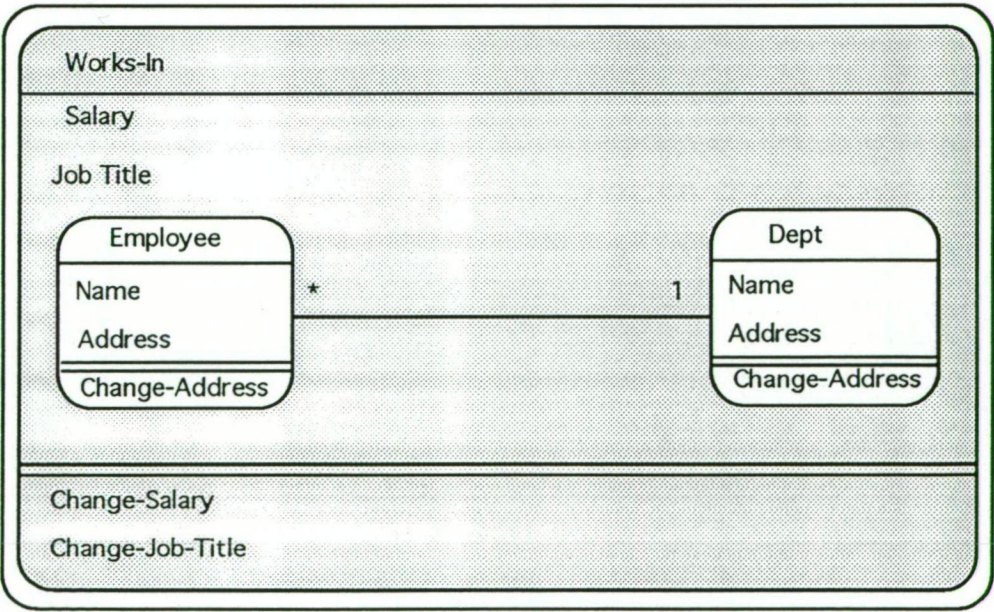 Works-In
Salary
Job Title
Employee
Name
Address
Change-Address
* 1
Dept
Name
Address
Change-Address
Change-Salary
Change-Job-Title